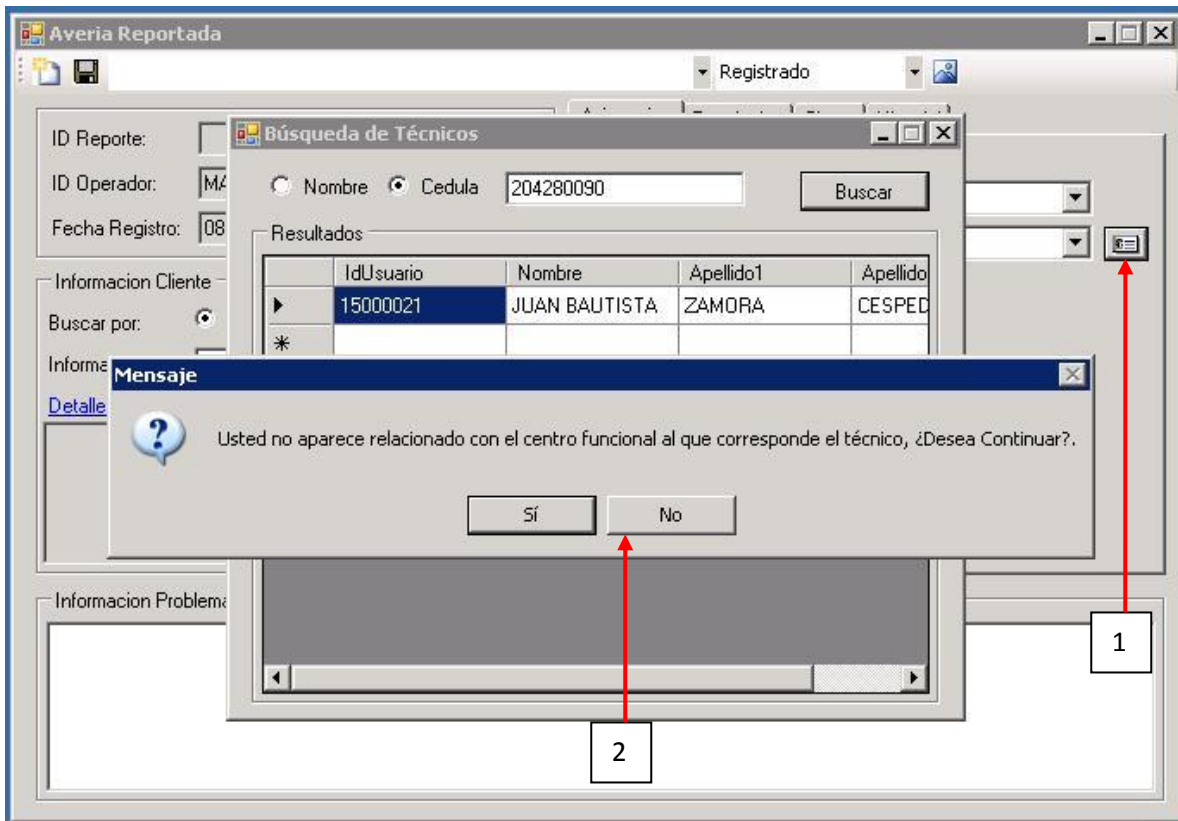 Averia Reportada
Registrado
ID Reporte:
ID Operador:
Fecha Registro: 08
Informacion Cliente
Buscar por:
Detalle
Informacion Problema
Búsqueda de Técnicos
Nombre Cedula 204280090 Buscar
Resultados
IdUsuario Nombre Apellido1 Apellido
15000021 JUAN BAUTISTA ZAMORA CESPED
Mensaje
Usted no aparece relacionado con el centro funcional al que corresponde el técnico, ¿Desea Continuar?.
Sí No
1
2